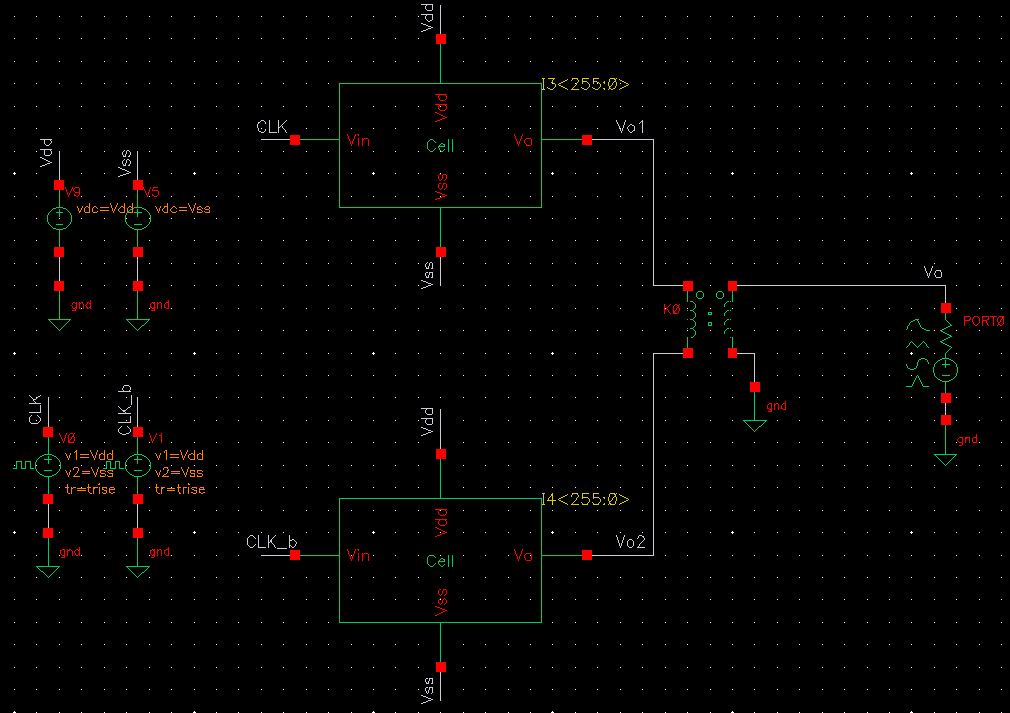 Vdd
I3<255:0>
CLK
Vin
Vdd
Cell
Vss
Vo
Vo1
Vss
Vdd
V9
vdc=Vdd
gnd
Vss
V5
vdc=Vss
gnd
K0
gnd
Vo
PORT0
gnd
CLK
V0
v1=Vdd
v2=Vss
tr=trise
gnd
CLK_b
V1
v1=Vdd
v2=Vss
tr=trise
gnd
Vdd
I4<255:0>
CLK_b
Vin
Vdd
Cell
Vss
Vo
Vo2
Vss